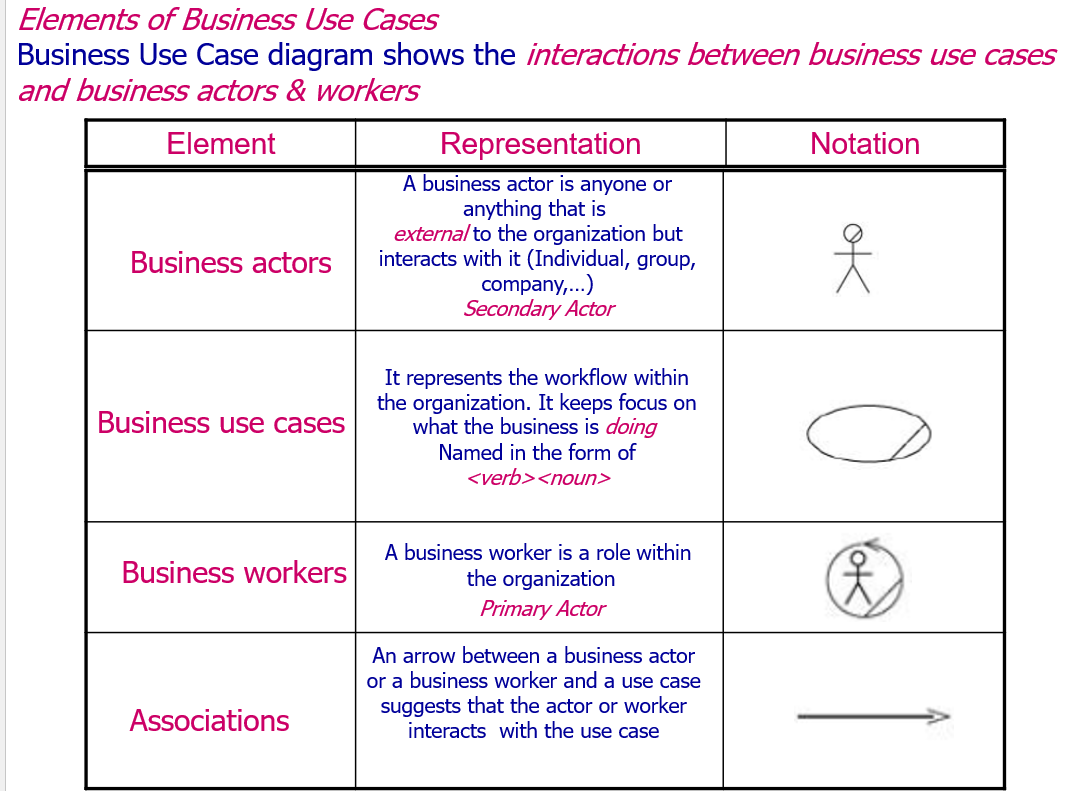 Elements of Business Use Cases
Business Use Case diagram shows the interactions between business use cases
and business actors & workers
Element
Representation
Notation
Business actors
A business actor is anyone or
anything that is
external to the organization but
interacts with it (Individual, group,
company,...)
Secondary Actor
Business use cases
It represents the workflow within
the organization. It keeps focus on
what the business is doing
Named in the form of
<verb><noun>
Business workers
A business worker is a role within
the organization
Primary Actor
Associations
An arrow between a business actor
or a business worker and a use case
suggests that the actor or worker
interacts  with the use case